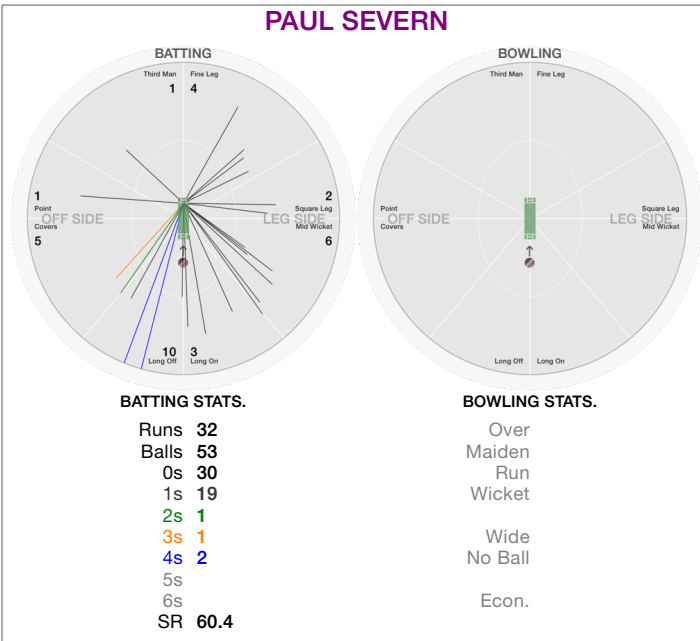 PAUL SEVERN
BATTING
Third Man Fine Leg
1 4
1
Point
OFF SIDE
Covers
5
2
Square Leg
LEG SIDE
Mid Wicket
6
10 3
Long Off Long On
BOWLING
Third Man Fine Leg
Point
OFF SIDE
Covers
Square Leg
LEG SIDE
Mid Wicket
Long Off Long On
BATTING STATS.
Runs 32
Balls 53
0s 30
1s 19
2s 1
3s 1
4s 2
5s
6s
SR 60.4
BOWLING STATS.
Over
Maiden
Run
Wicket
Wide
No Ball
Econ.